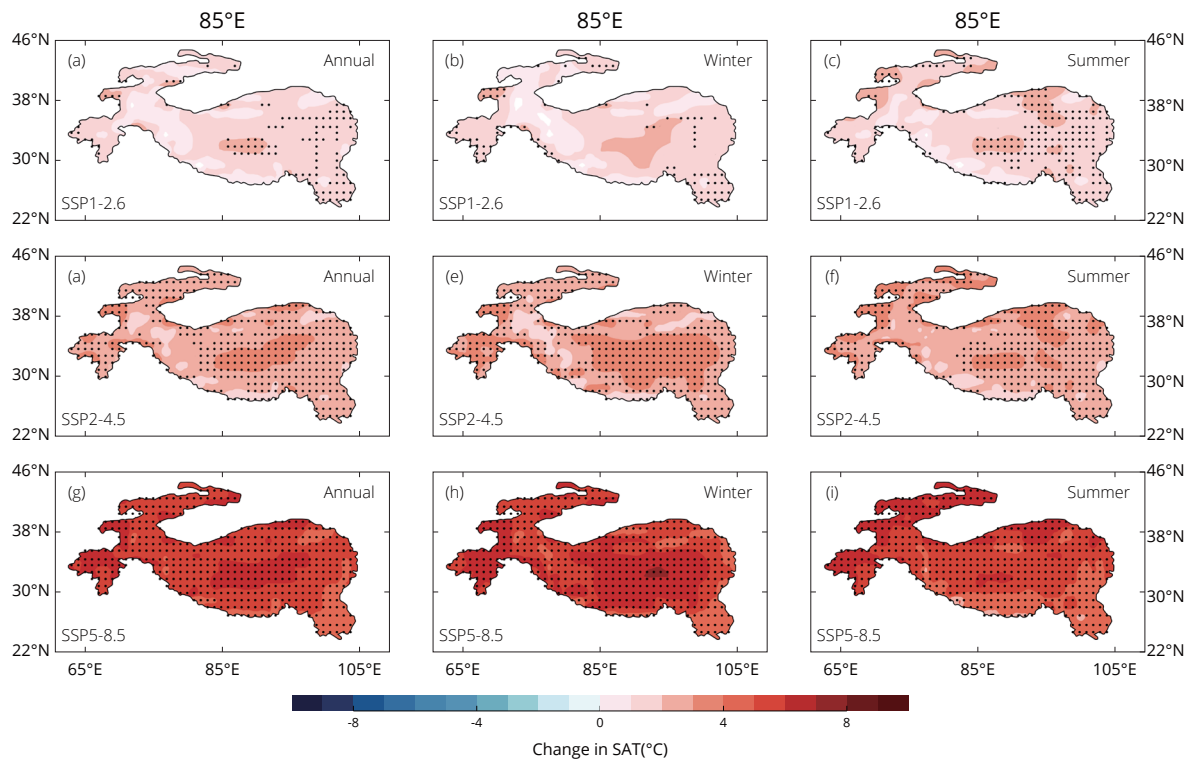 85°E 85°E 85°E
46°N (a) Annual (b) Winter (c) Summer 46°N
38°N 38°N
30°N 30°N
SSP1-2.6 SSP1-2.6 SSP1-2.6
22°N 22°N
46°N (a) Annual (e) Winter (f) Summer 46°N
38°N 38°N
30°N 30°N
SSP2-4.5 SSP2-4.5 SSP2-4.5
22°N 22°N
46°N (g) Annual (h) Winter (i) Summer 46°N
38°N 38°N
30°N 30°N
SSP5-8.5 SSP5-8.5 SSP5-8.5
22°N 22°N
65°E 85°E 105°E 65°E 85°E 105°E 65°E 85°E 105°E
-8 -4 0 4 8
Change in SAT(°C)